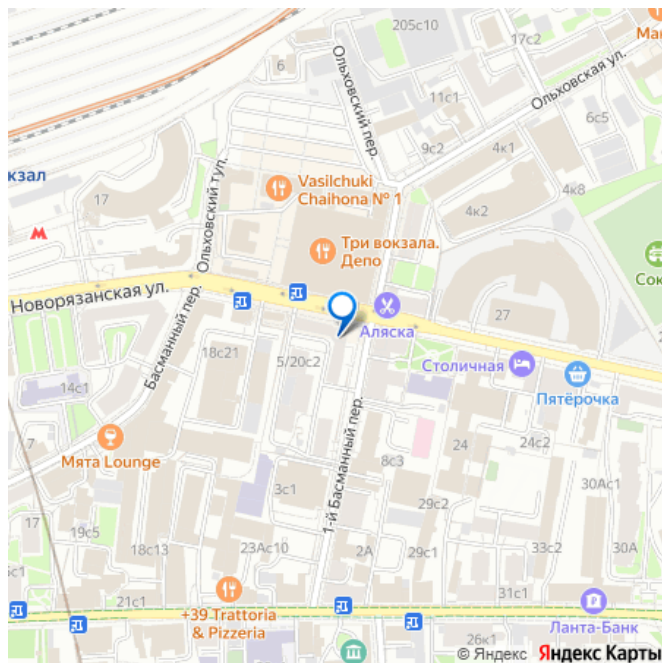 205с10
17с2
Ма
6
Ольховский пер.
11с1
Ольховская ул.
6с5
9с2
4к1
кзал
17
Ольховский туп.
Vasilchuki
Chaihona № 1
4к8
4к2
Три вокзала.
Депо
Сок
Новорязанская ул.
Басманный пер.
Аляска
27
18с21
5/20с2
Столичная
Пятёрочка
14с1
7
Мята Lounge
1-й Басманный пер.
24
24с2
8с3
3с1
30Ас1
29с2
17
19с5
18с13
23Ас10
2А
29с1
33с2
30А
6с1
21с1
31с1
+39 Trattoria
& Pizzeria
Ланта-Банк
26к1
© Яндекс Яндекс Карты